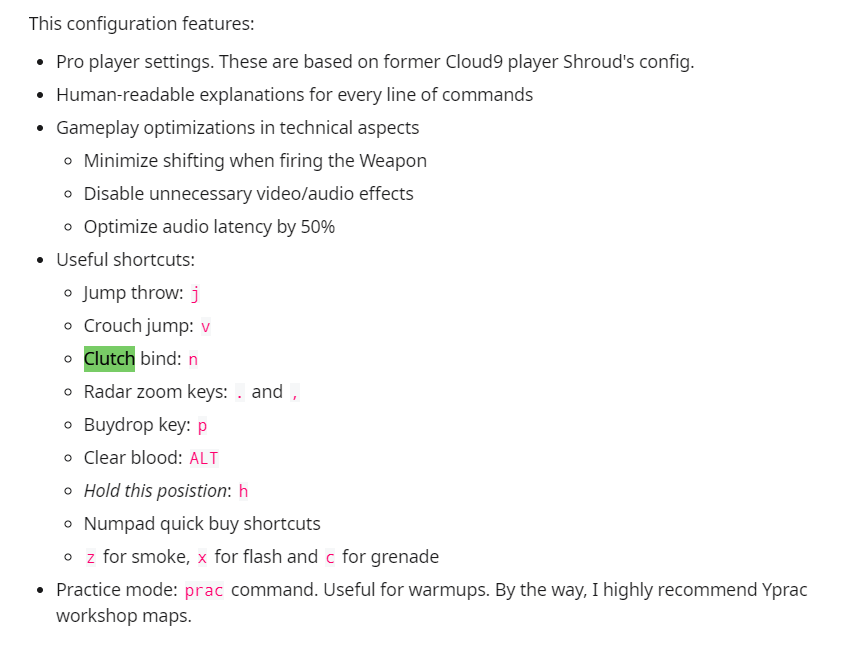 This configuration features:
Pro player settings. These are based on former Cloud9 player Shroud's config.
Human-readable explanations for every line of commands
Gameplay optimizations in technical aspects
Minimize shifting when firing the Weapon
Disable unnecessary video/audio effects
Optimize audio latency by 50%
Useful shortcuts:
Jump throw: j
Crouch jump: v
Clutch bind: n
Radar zoom keys: . and ,
Buydrop key: p
Clear blood: ALT
Hold this posistion: h
Numpad quick buy shortcuts
z for smoke, x for flash and c for grenade
Practice mode: prac command. Useful for warmups. By the way, I highly recommend Yprac
workshop maps.